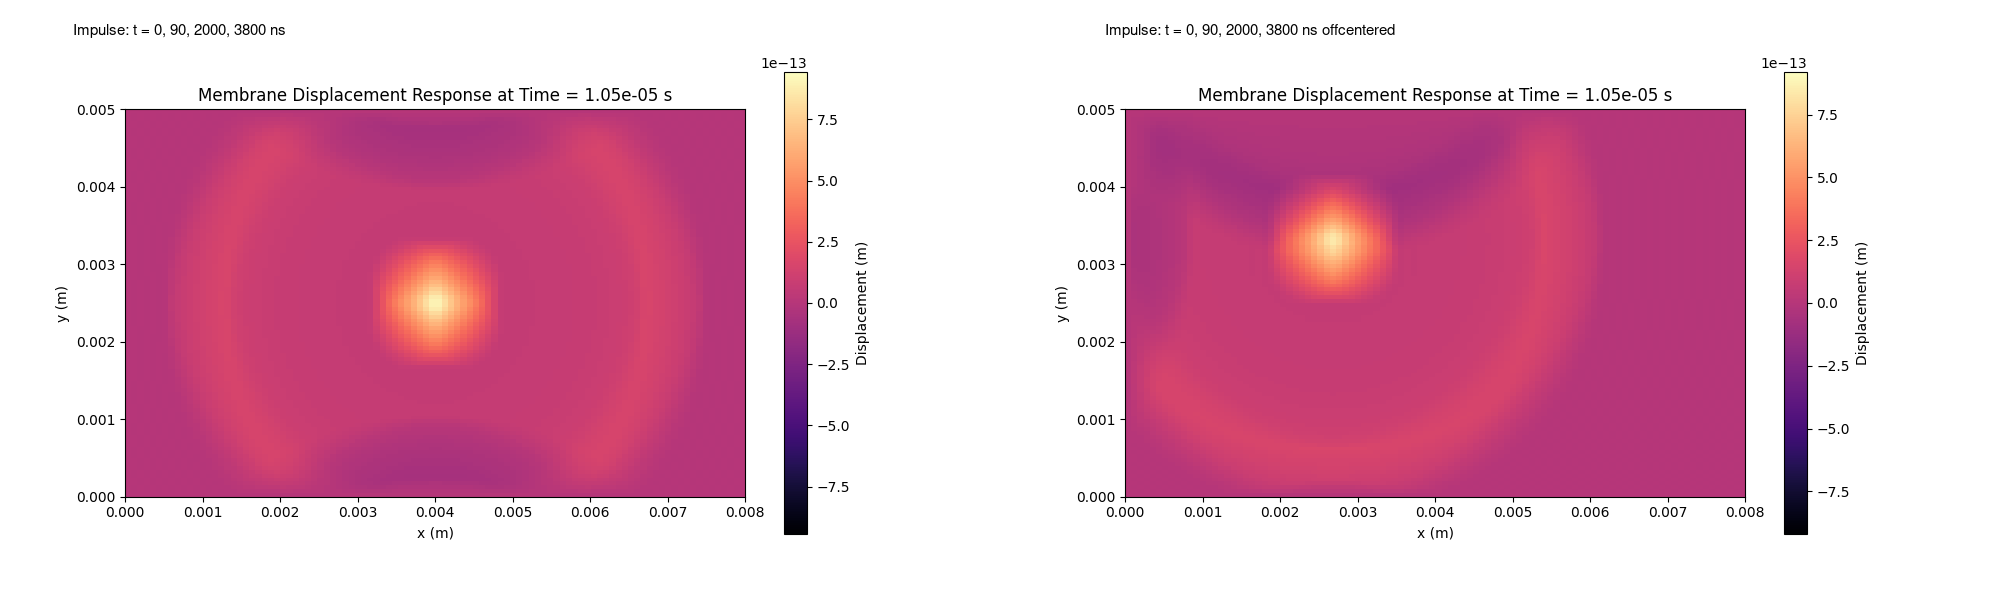 Impulse: t = 0, 90, 2000, 3800 ns
1e−13
Membrane Displacement Response at Time = 1.05e-05 s
0.005
0.004
0.003
0.002
0.001
0.000
y (m)
0.000 0.001 0.002 0.003 0.004 0.005 0.006 0.007 0.008
x (m)
7.5
5.0
2.5
0.0
−2.5
−5.0
−7.5
Displacement (m)
Impulse: t = 0, 90, 2000, 3800 ns offcentered
1e−13
Membrane Displacement Response at Time = 1.05e-05 s
0.005
0.004
0.003
0.002
0.001
0.000
y (m)
0.000 0.001 0.002 0.003 0.004 0.005 0.006 0.007 0.008
x (m)
7.5
5.0
2.5
0.0
−2.5
−5.0
−7.5
Displacement (m)